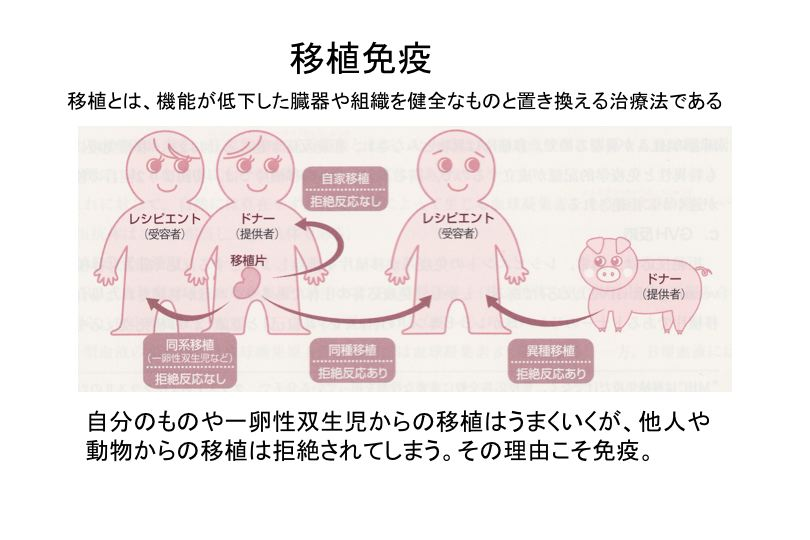 移植免疫
移植とは、機能が低下した臓器や組織を健全なものと置き換える治療法である
自家移植
拒絶反応なし
レシピエント
(受容者)
ドナー
(提供者)
移植片
レシピエント
(受容者)
ドナー
(提供者)
同系移植
(一卵性双生児など)
拒絶反応なし
同種移植
拒絶反応あり
異種移植
拒絶反応あり
自分のものや一卵性双生児からの移植はうまくいくが、他人や
動物からの移植は拒絶されてしまう。その理由こそ免疫。